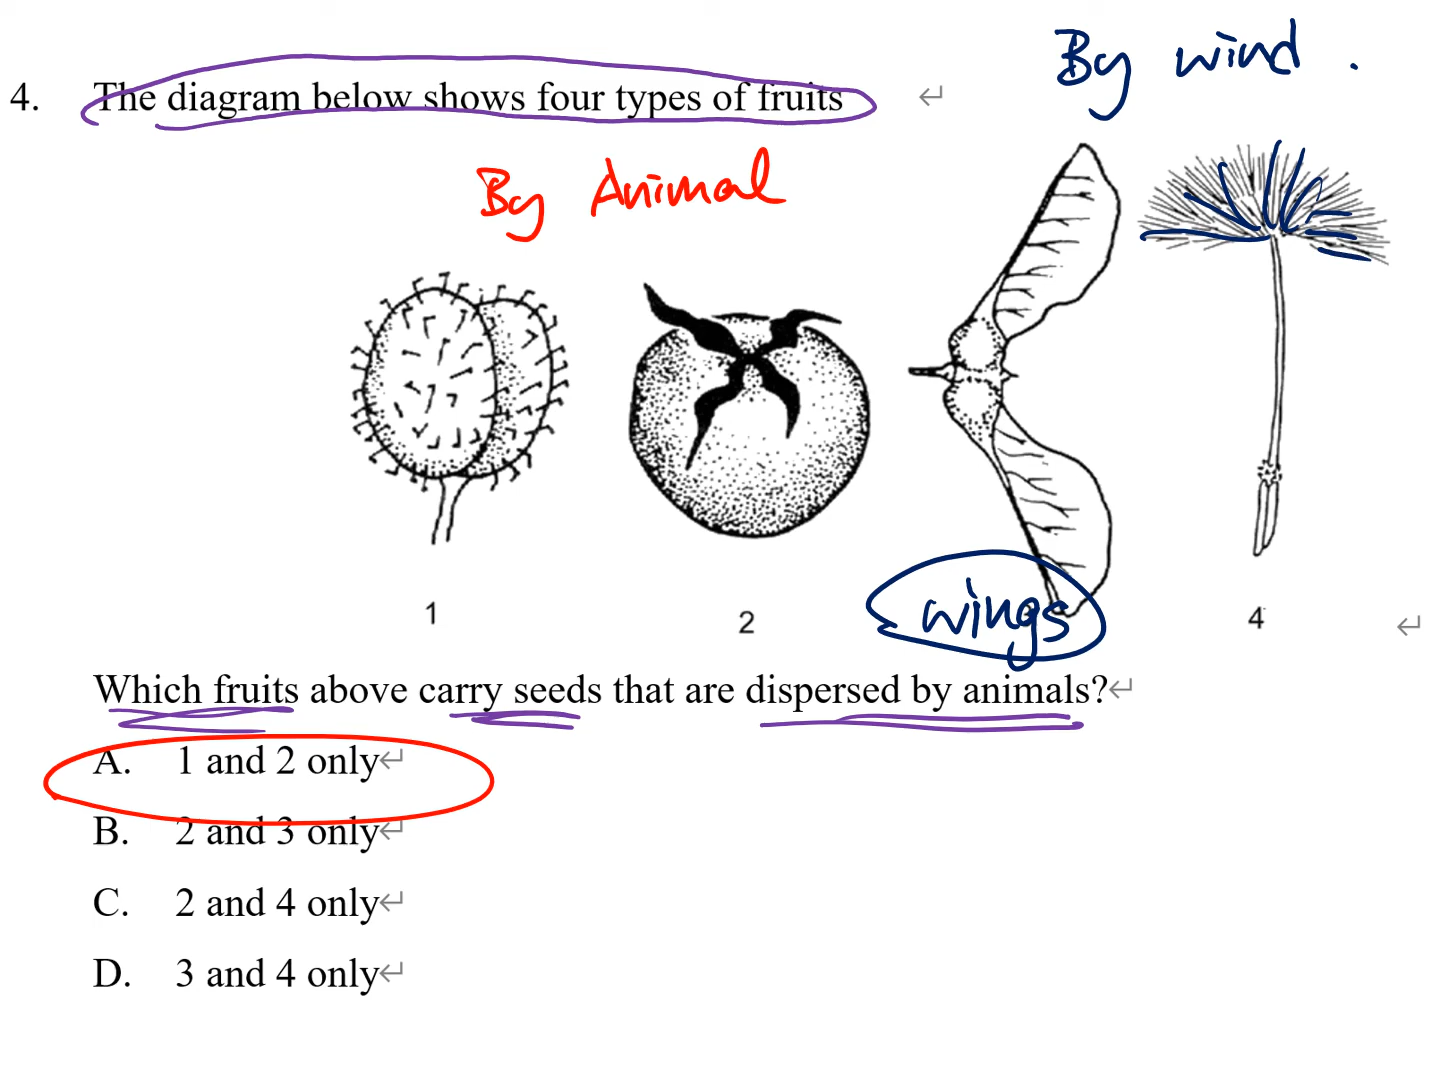 By wind.
4. The diagram below shows four types of fruits
By Animal
1 2 wings 4
Which fruits above carry seeds that are dispersed by animals?
A. 1 and 2 only
B. 2 and 3 only
C. 2 and 4 only
D. 3 and 4 only